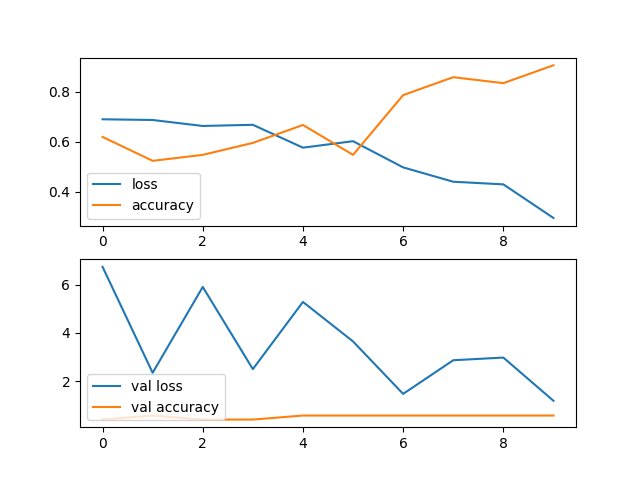 0.8
0.6
0.4
loss
accuracy
0 2 4 6 8
6
4
2
val loss
val accuracy
0 2 4 6 8